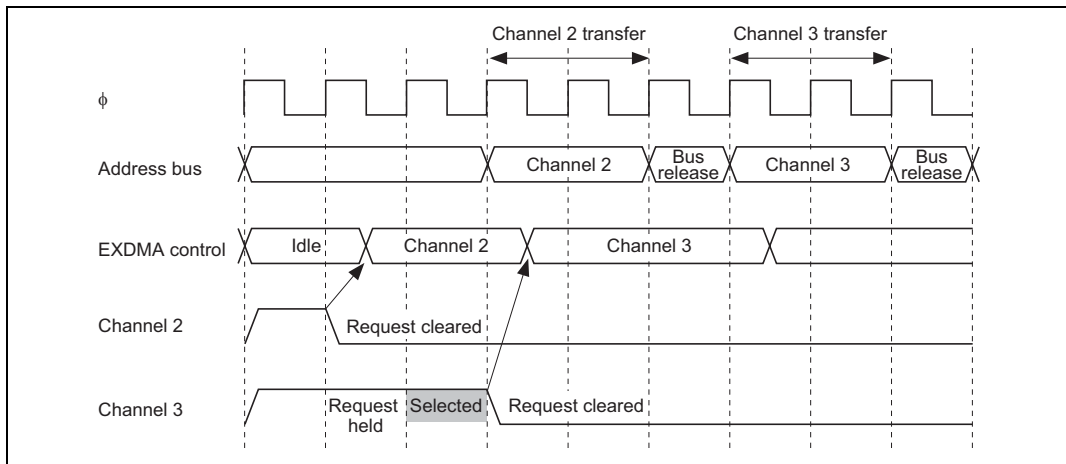 Channel 2 transfer Channel 3 transfer
ϕ
Address bus Channel 2 Bus release Channel 3 Bus release
EXDMA control Idle Channel 2 Channel 3
Channel 2 Request cleared
Channel 3 Request held Selected Request cleared